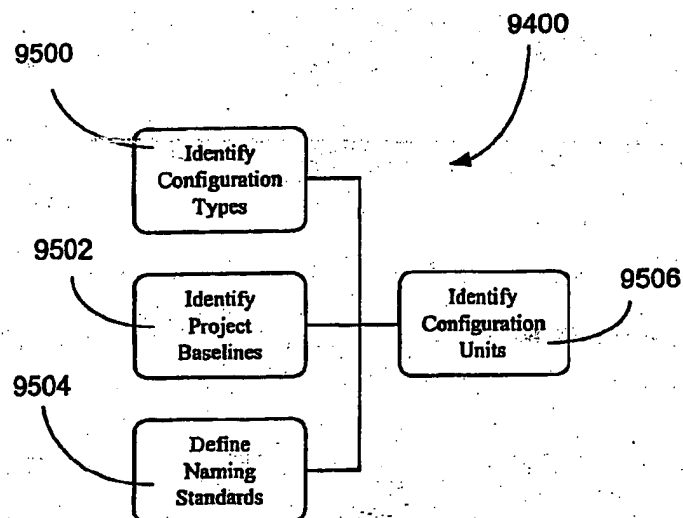 9400
9500
Identify
Configuration
Types
9502
Identify
Project
Baselines
Identify
Configuration
Units
9506
9504
Define
Naming
Standards